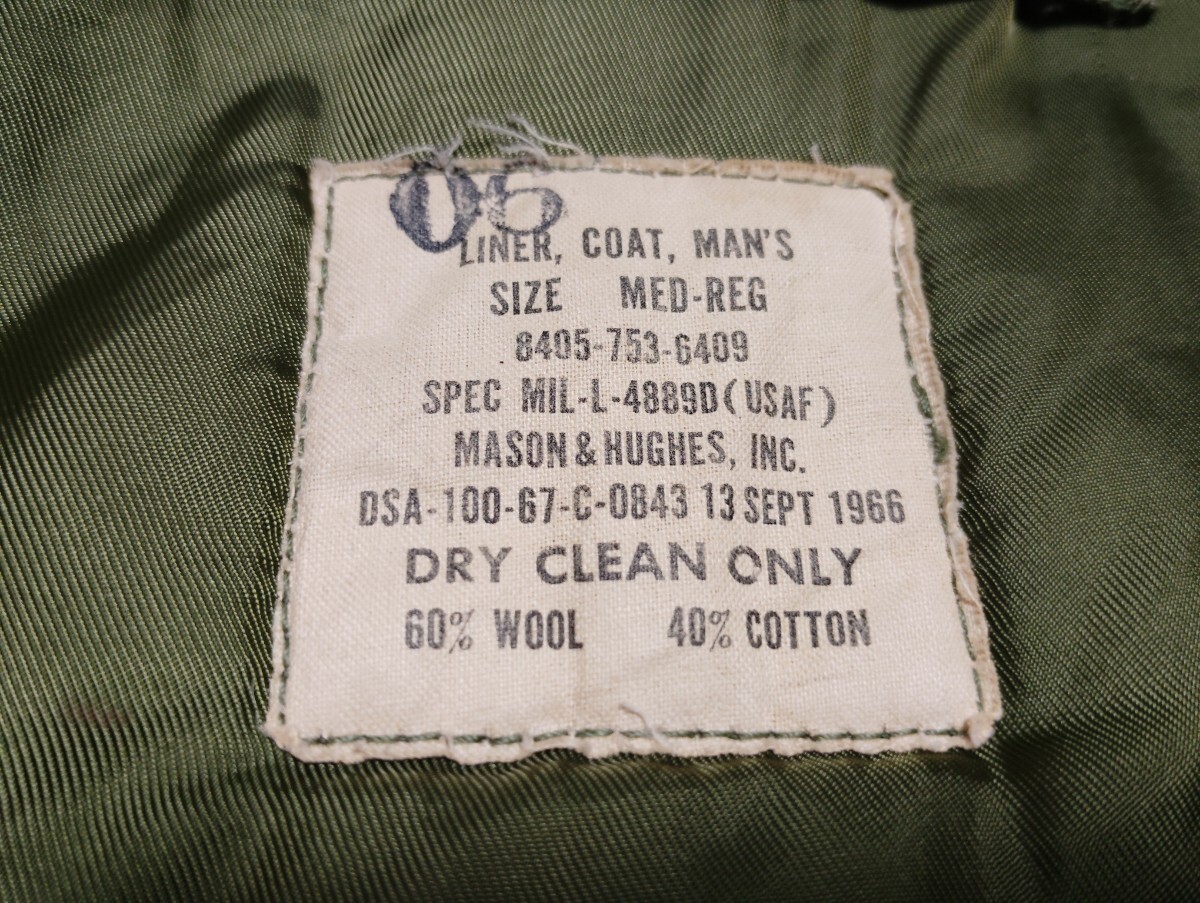 06
LINER, COAT, MAN'S
SIZE MED-REG
8405-753-6409
SPEC MIL-L-4889D (USAF)
MASON & HUGHES, INC.
DSA-100-67-C-0843 13 SEPT 1966
DRY CLEAN ONLY
60% WOOL 40% COTTON